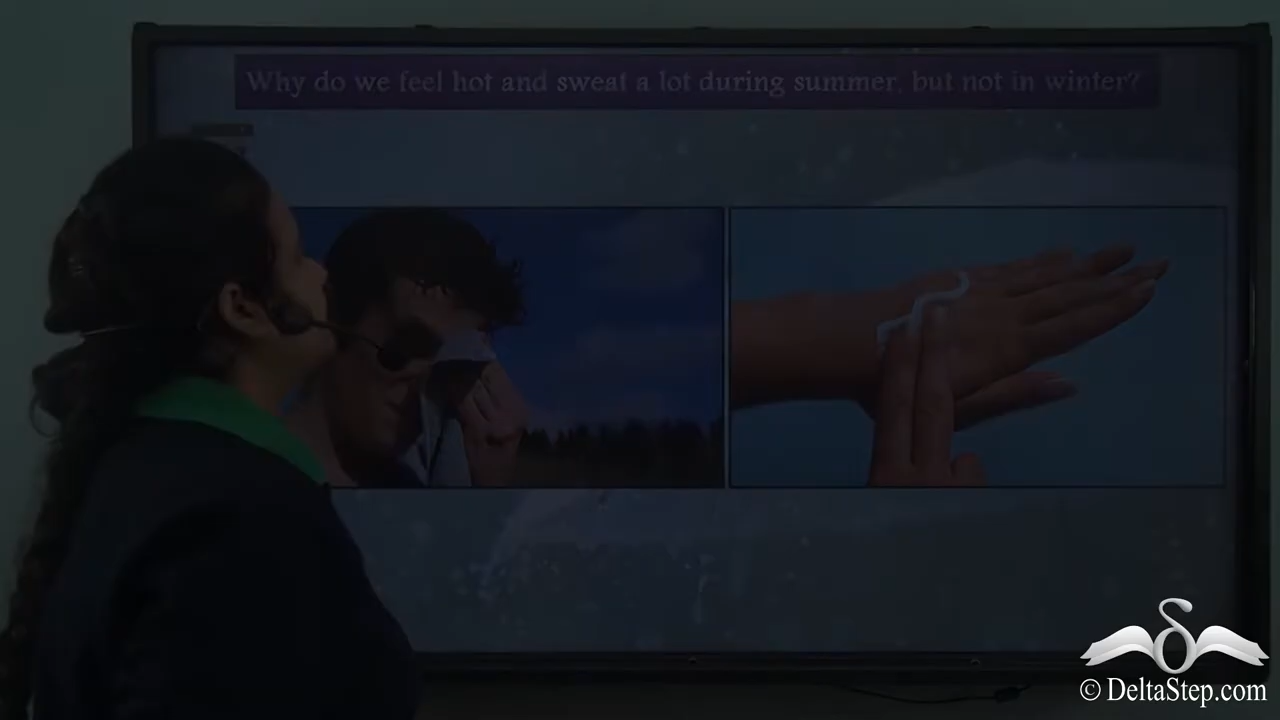 Why do we feel hot and sweat a lot during summer, but not in winter?
© DeltaStep.com